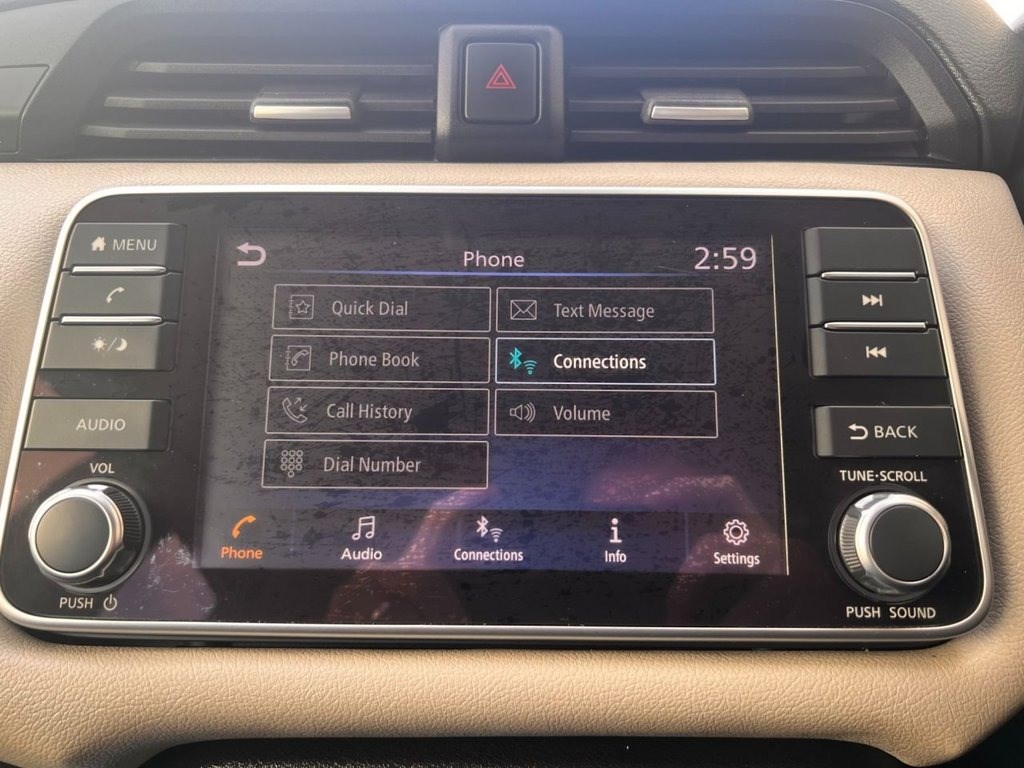 MENU
AUDIO
VOL
PUSH
Phone
2:59
Quick Dial
Text Message
Phone Book
Connections
Call History
Volume
Dial Number
Phone
Audio
Connections
Info
Settings
BACK
TUNE·SCROLL
PUSH SOUND